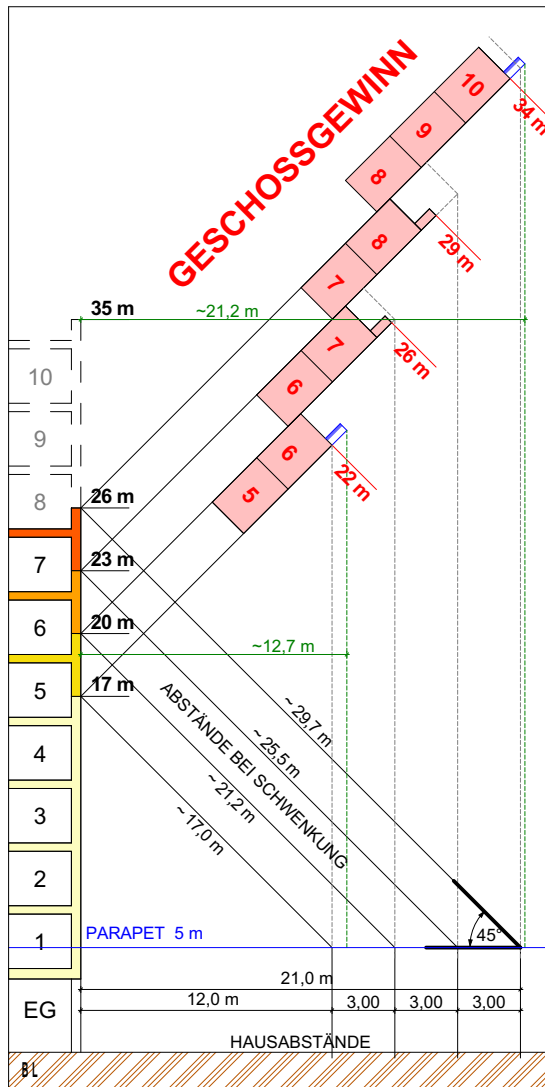 GESCHOSSGEWINN
10
9
8
34 m
8
7
29 m
7
6
26 m
6
5
22 m
35 m
~21,2 m
10
9
8
26 m
7
23 m
6
20 m
~12,7 m
5
17 m
4
3
2
1
ABSTÄNDE BEI SCHWENKUNG
~ 29,7 m
~ 25,5 m
~ 21,2 m
~ 17,0 m
45°
PARAPET 5 m
21,0 m
EG
12,0 m
3,00
3,00
3,00
HAUSABSTÄNDE
BL